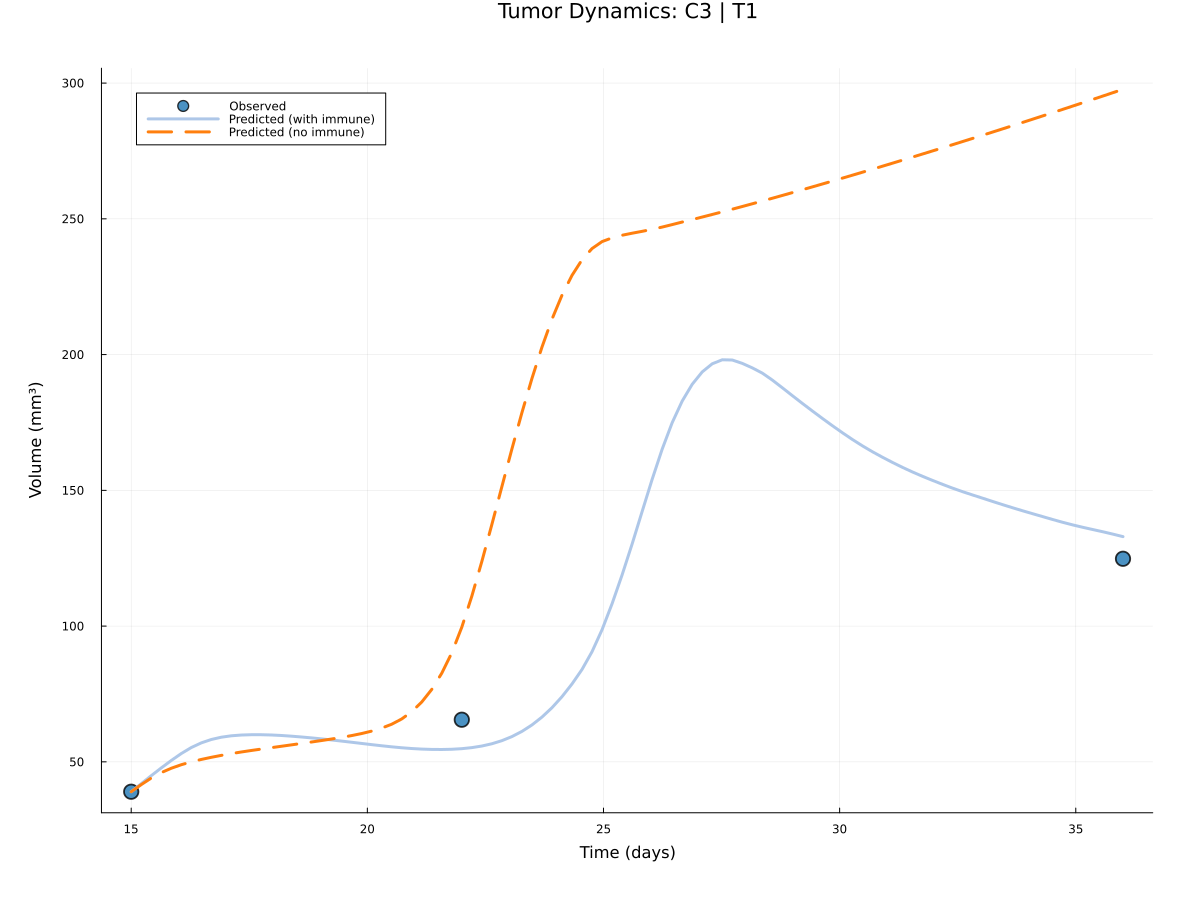 Tumor Dynamics: C3 | T1
Observed
Predicted (with immune)
Predicted (no immune)
Volume (mm³)
300
250
200
150
100
50
15
20
25
30
35
Time (days)